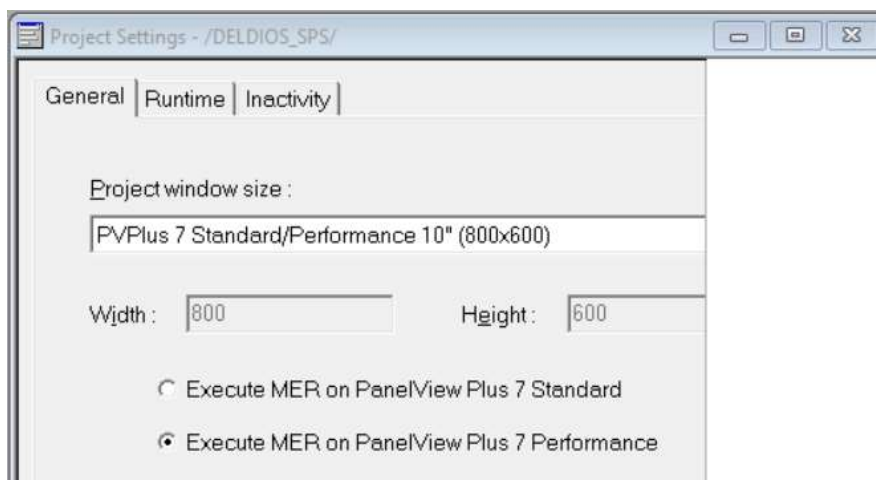 Project Settings - /DELDIOS_SPS/
General Runtime Inactivity
Project window size :
PVPlus 7 Standard/Performance 10" (800x600)
Width : 800 Height : 600
Execute MER on PanelView Plus 7 Standard
Execute MER on PanelView Plus 7 Performance